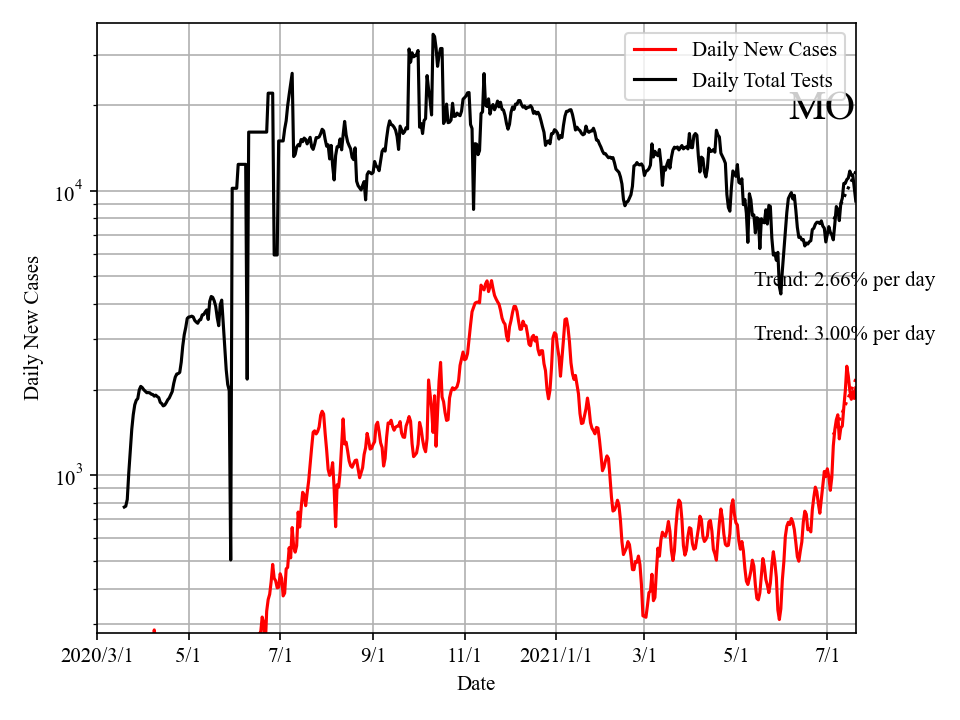 Daily New Cases
Daily Total Tests
MO
10^4
Trend: 2.66% per day
Daily New Cases
Trend: 3.00% per day
10^3
2020/3/1 5/1 7/1 9/1 11/1 2021/1/1 3/1 5/1 7/1
Date